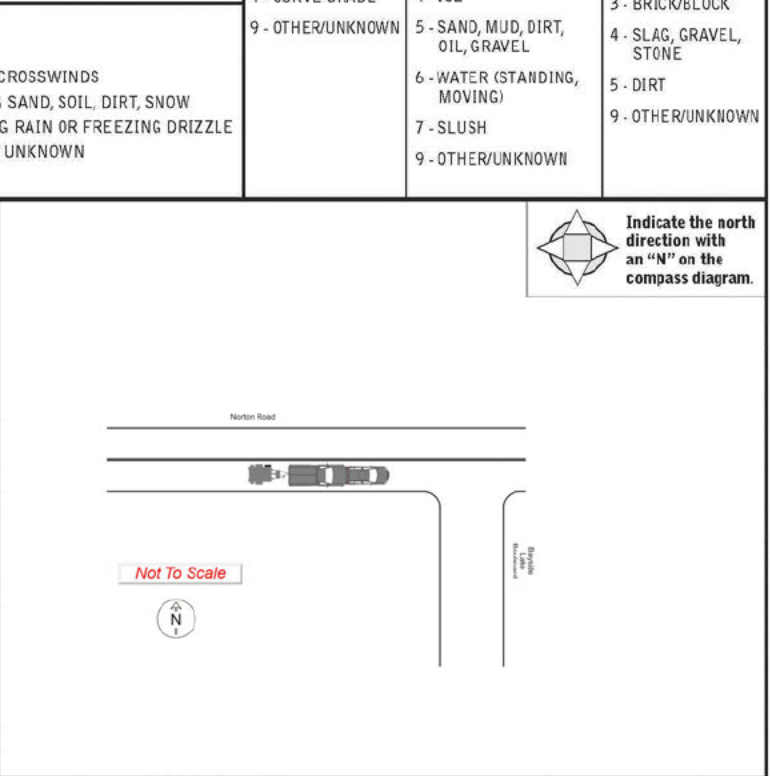 CROSSWINDS
SAND, SOIL, DIRT, SNOW
G RAIN OR FREEZING DRIZZLE
UNKNOWN
9 - OTHER/UNKNOWN
5 - SAND, MUD, DIRT,
OIL, GRAVEL
6 - WATER (STANDING,
MOVING)
7 - SLUSH
9 - OTHER/UNKNOWN
3 - BRICK/BLOCK
4 - SLAG, GRAVEL,
STONE
5 - DIRT
9 - OTHER/UNKNOWN
Indicate the north
direction with
an “N” on the
compass diagram.
Norton Road
Bayside
Lake
Boulevard
Not To Scale
N